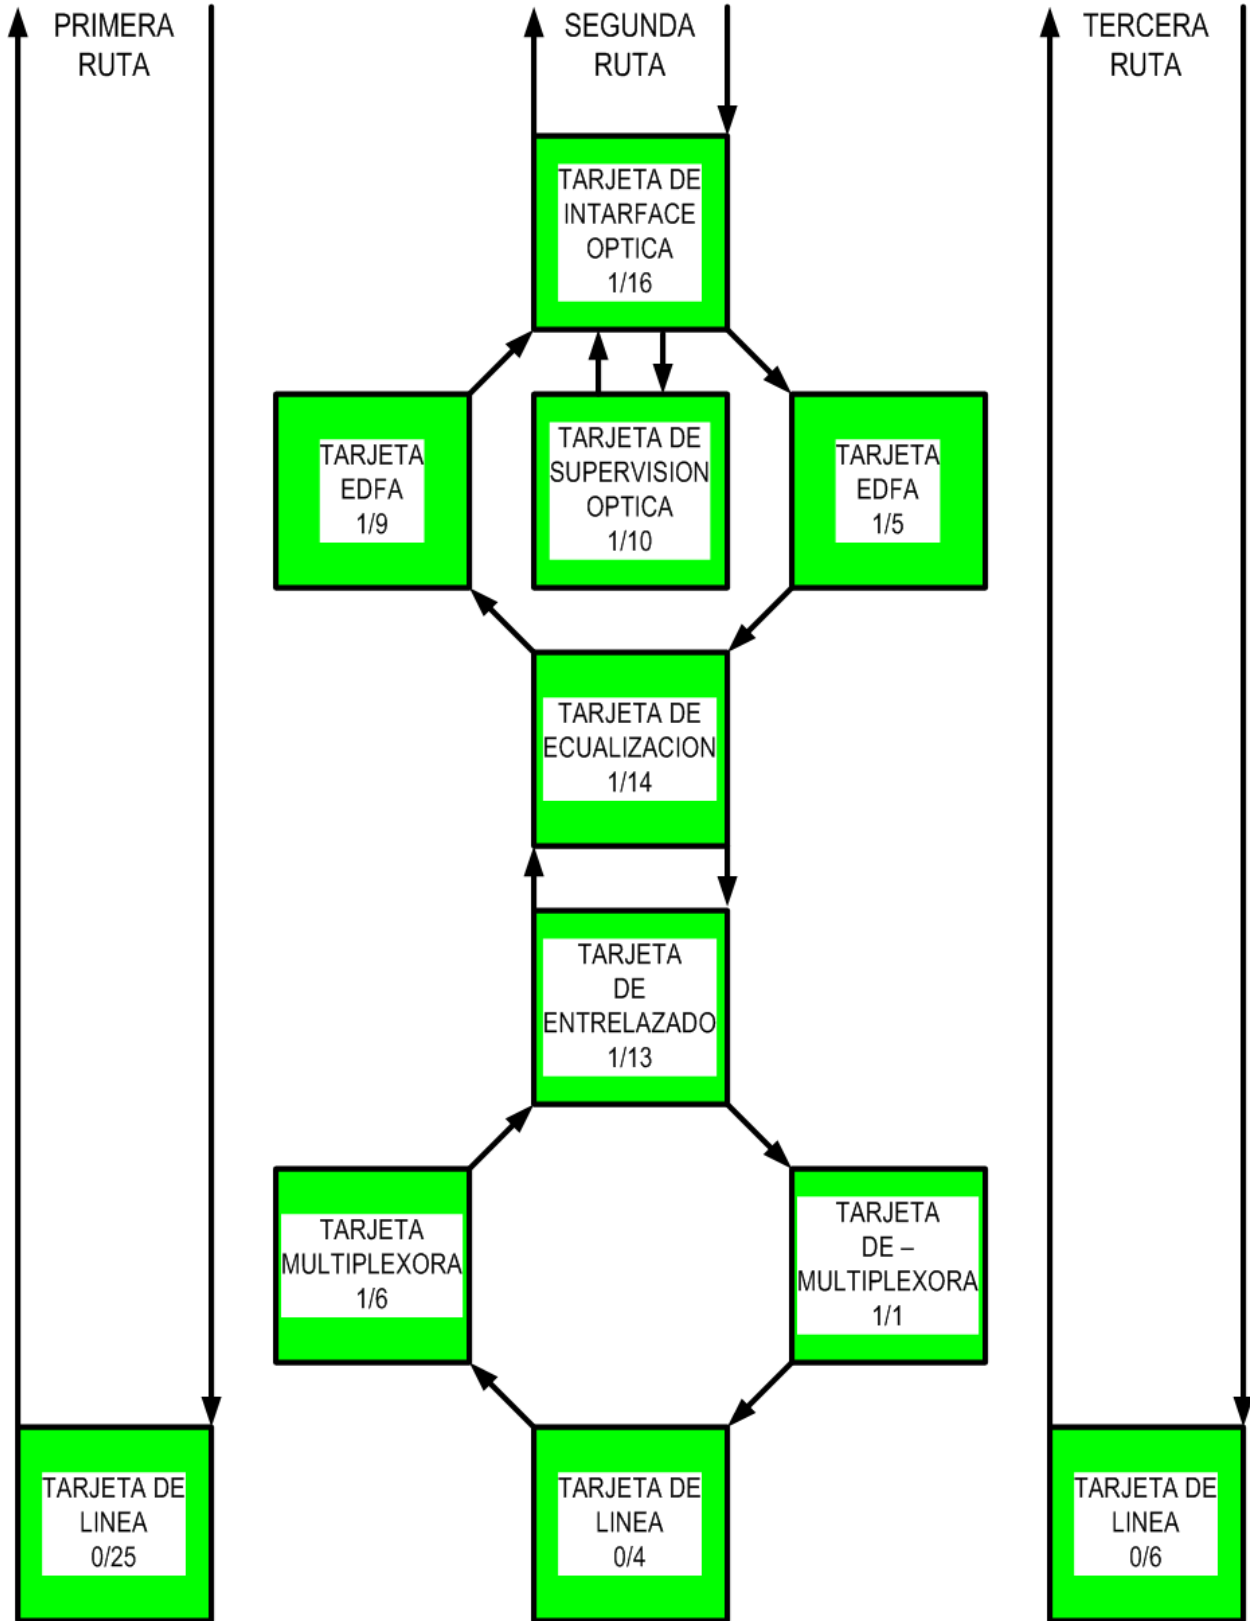 PRIMERA
RUTA
SEGUNDA
RUTA
TERCERA
RUTA
TARJETA DE
INTARFACE
OPTICA
1/16
TARJETA
EDFA
1/9
TARJETA DE
SUPERVISION
OPTICA
1/10
TARJETA
EDFA
1/5
TARJETA DE
ECUALIZACION
1/14
TARJETA
DE
ENTRELAZADO
1/13
TARJETA
MULTIPLEXORA
1/6
TARJETA
DE –
MULTIPLEXORA
1/1
TARJETA DE
LINEA
0/25
TARJETA DE
LINEA
0/4
TARJETA DE
LINEA
0/6